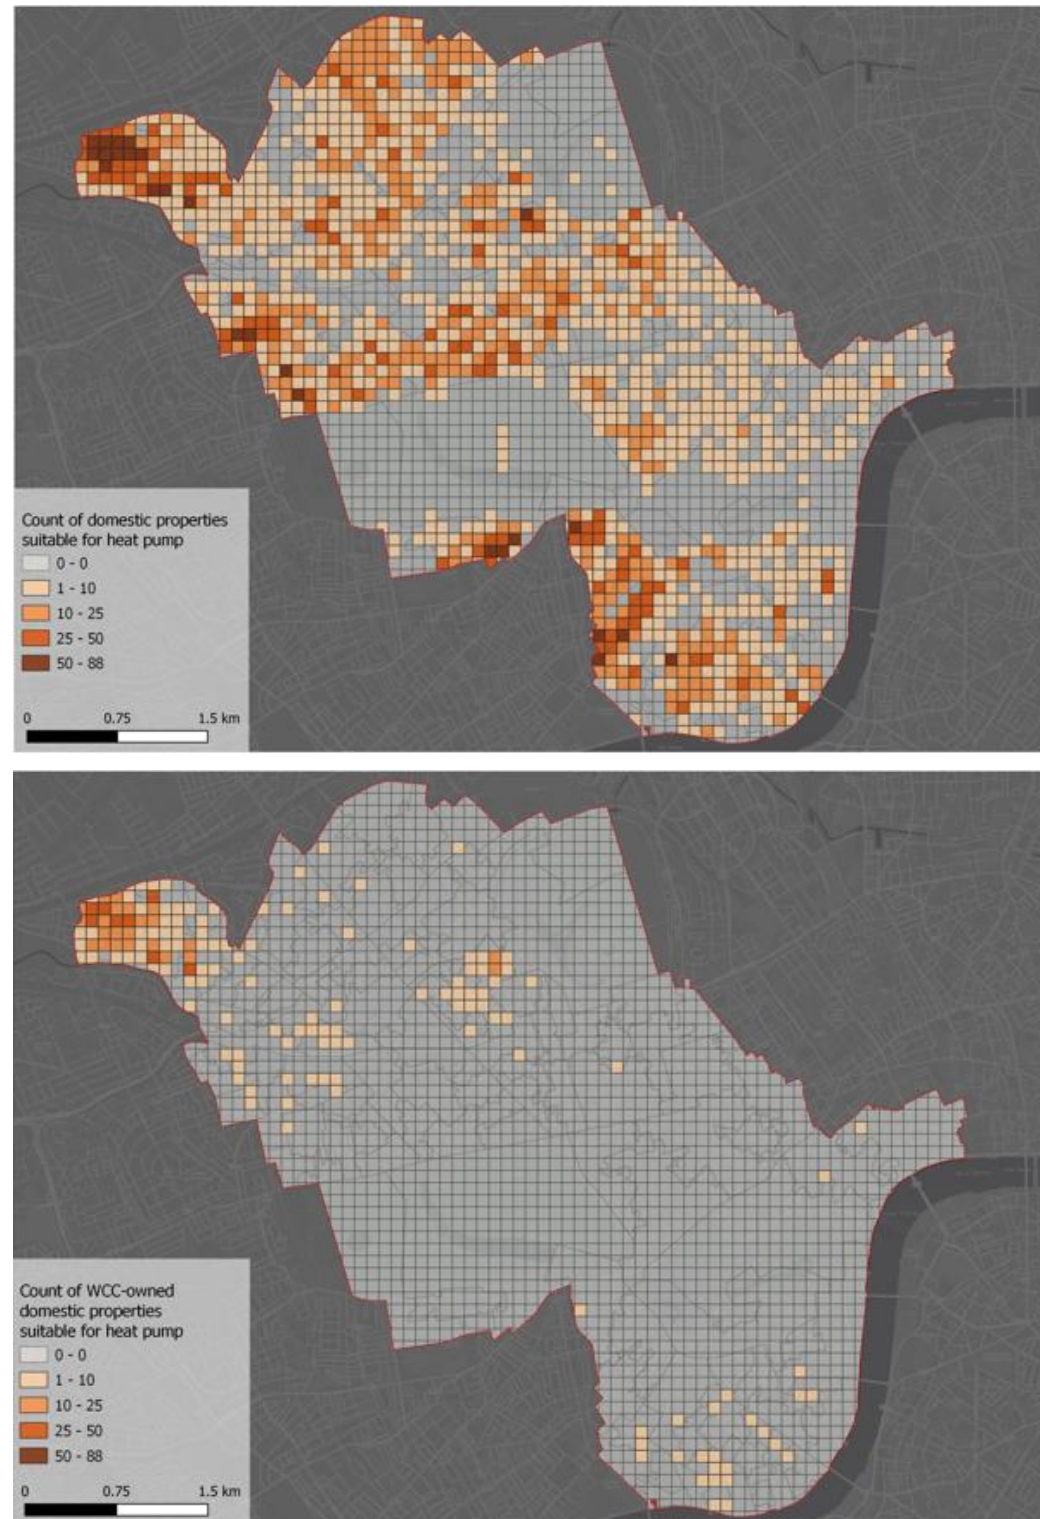 Count of domestic properties
suitable for heat pump
0 - 0
1 - 10
10 - 25
25 - 50
50 - 88
0 0.75 1.5 km
Count of WCC-owned
domestic properties
suitable for heat pump
0 - 0
1 - 10
10 - 25
25 - 50
50 - 88
0 0.75 1.5 km